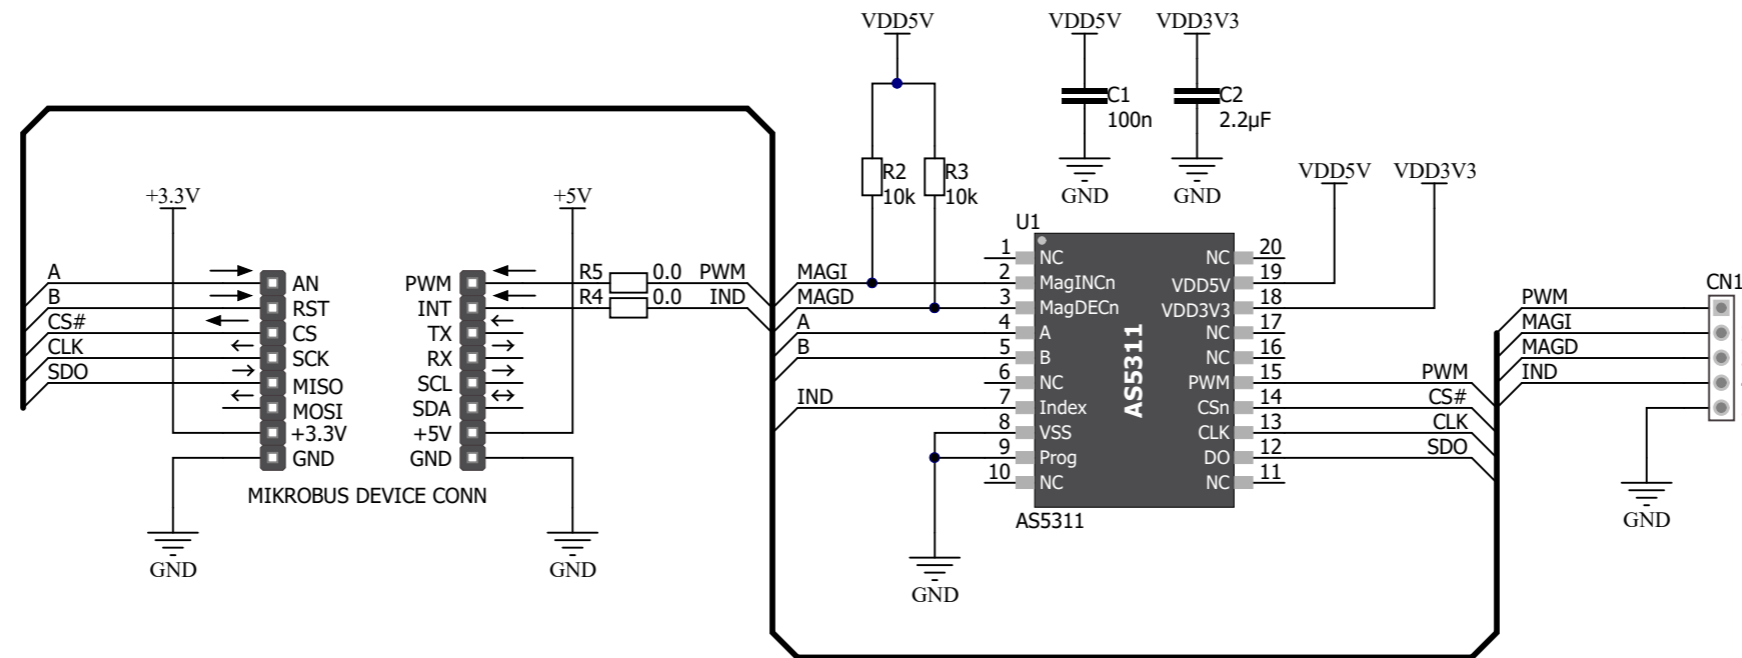 VDD5V VDD5V VDD3V3
C1 C2
100n 2.2µF
R2 R3
10k 10k
GND GND
VDD5V VDD3V3
+3.3V +5V
U1
1 NC NC 20
A AN PWM R5 0.0 PWM MAGI 2 MagINCn VDD5V 19
B RST INT R4 0.0 IND MAGD 3 MagDECn VDD3V3 18
CS# CS TX A 4 A NC 17
CLK SCK RX B 5 B NC 16
SDO MISO SCL 6 NC PWM 15 PWM
MOSI SDA IND 7 Index CSn 14 CS#
+3.3V +5V 8 VSS CLK 13 CLK
GND GND 9 Prog DO 12 SDO
10 NC NC 11
AS5311
AS5311
MIKROBUS DEVICE CONN
GND GND GND
CN1
PWM
MAGI
MAGD
IND
GND